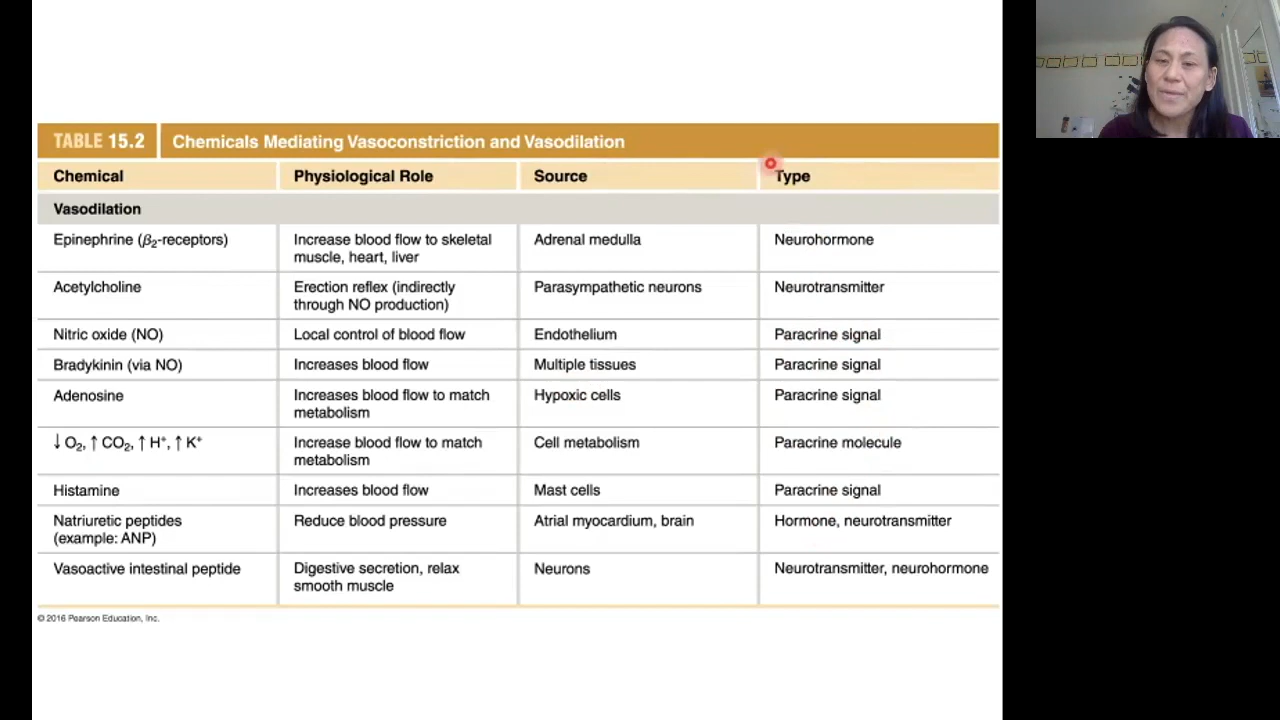 TABLE 15.2 Chemicals Mediating Vasoconstriction and Vasodilation
Chemical Physiological Role Source Type
Vasodilation
Epinephrine (β₂-receptors) Increase blood flow to skeletal muscle, heart, liver Adrenal medulla Neurohormone
Acetylcholine Erection reflex (indirectly through NO production) Parasympathetic neurons Neurotransmitter
Nitric oxide (NO) Local control of blood flow Endothelium Paracrine signal
Bradykinin (via NO) Increases blood flow Multiple tissues Paracrine signal
Adenosine Increases blood flow to match metabolism Hypoxic cells Paracrine signal
↓ O₂, ↑ CO₂, ↑ H⁺, ↑ K⁺ Increase blood flow to match metabolism Cell metabolism Paracrine molecule
Histamine Increases blood flow Mast cells Paracrine signal
Natriuretic peptides (example: ANP) Reduce blood pressure Atrial myocardium, brain Hormone, neurotransmitter
Vasoactive intestinal peptide Digestive secretion, relax smooth muscle Neurons Neurotransmitter, neurohormone
© 2016 Pearson Education, Inc.